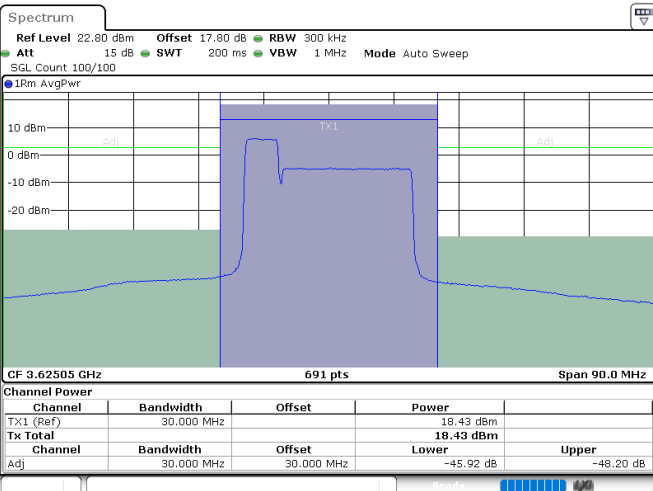 Spectrum
Ref Level 22.80 dBm Offset 17.80 dB RBW 300 kHz
Att 15 dB SWT 200 ms VBW 1 MHz Mode Auto Sweep
SGL Count 100/100
1Rm AvgPwr
TX1
10 dBm
Adj Adj
0 dBm
-10 dBm
-20 dBm
CF 3.62505 GHz 691 pts Span 90.0 MHz
Channel Power
Channel Bandwidth Offset Power
TX1 (Ref) 30.000 MHz 18.43 dBm
Tx Total 18.43 dBm
Channel Bandwidth Offset Lower Upper
Adj 30.000 MHz 30.000 MHz -45.92 dB -48.20 dB
Ready